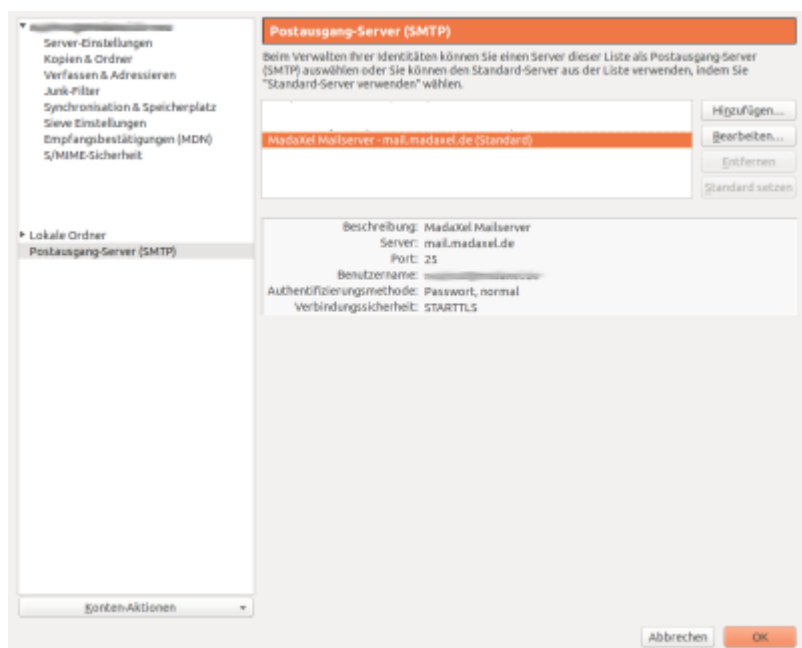 Server-Einstellungen
Kopien & Ordner
Verfassen & Adressieren
Junk-Filter
Synchronisation & Speicherplatz
Sieve Einstellungen
Empfangsbestätigungen (MDN)
S/MIME-Sicherheit
Lokale Ordner
Postausgang-Server (SMTP)
Konten-Aktionen
Postausgang-Server (SMTP)
Beim Verwalten Ihrer Identitäten können Sie einen Server dieser Liste als Postausgang-Server
(SMTP) auswählen oder Sie können den Standard-Server aus der Liste verwenden, indem Sie
"Standard-Server verwenden" wählen.
MadaXel Mailserver - mail.madaxel.de (Standard)
Hinzufügen...
Bearbeiten...
Entfernen
Standard setzen
Beschreibung: MadaXel Mailserver
Server: mail.madaxel.de
Port: 25
Benutzername:
Authentifizierungsmethode: Passwort, normal
Verbindungssicherheit: STARTTLS
Abbrechen
OK